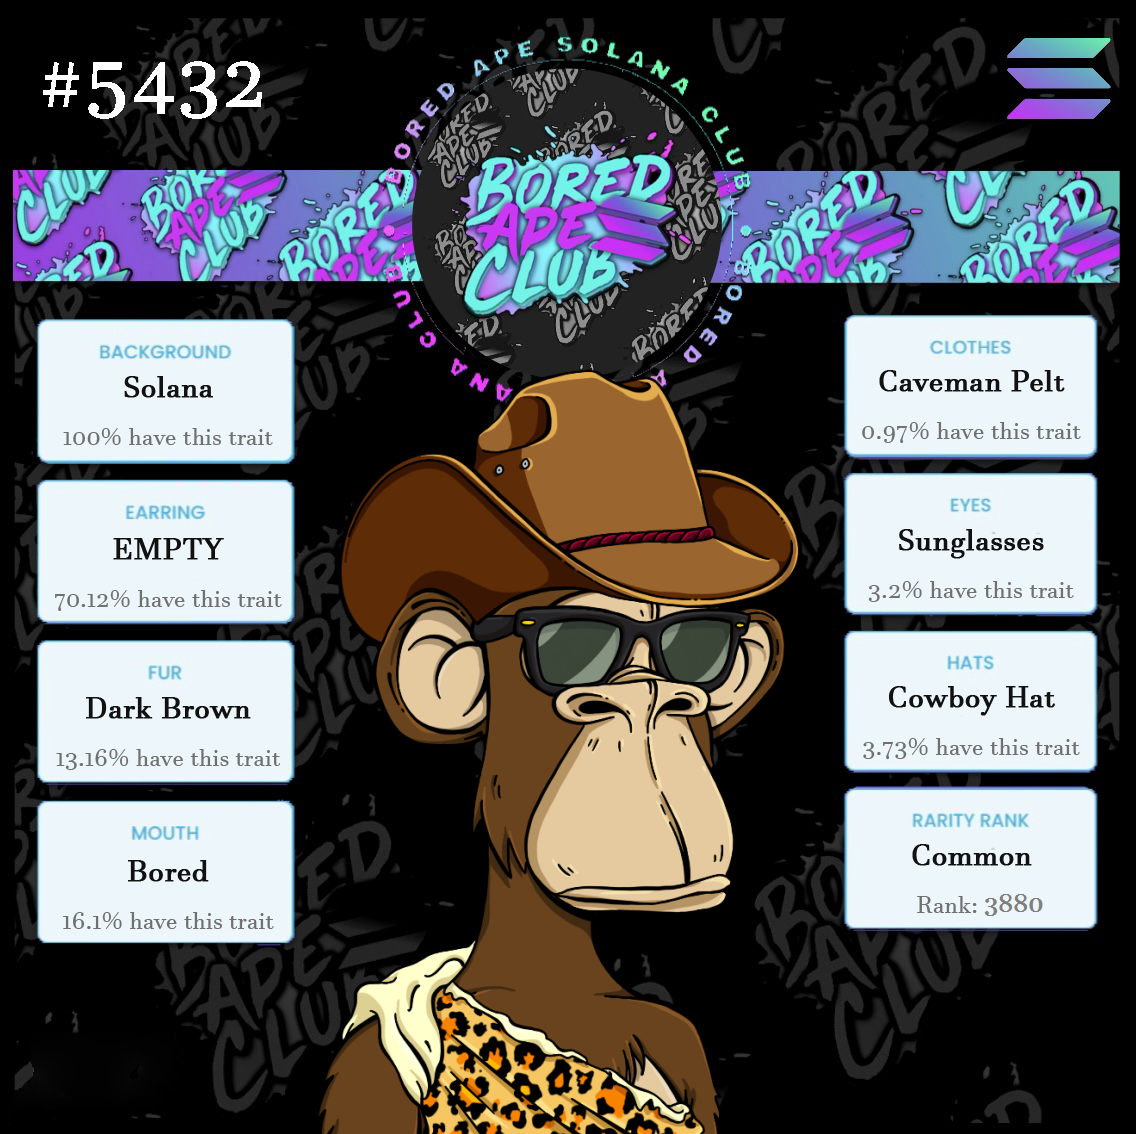 #5432
BORED APE SOLANA CLUB
BORED
APE
CLUB
BACKGROUND
Solana
100% have this trait
EARRING
EMPTY
70.12% have this trait
FUR
Dark Brown
13.16% have this trait
MOUTH
Bored
16.1% have this trait
CLOTHES
Caveman Pelt
0.97% have this trait
EYES
Sunglasses
3.2% have this trait
HATS
Cowboy Hat
3.73% have this trait
RARITY RANK
Common
Rank: 3880